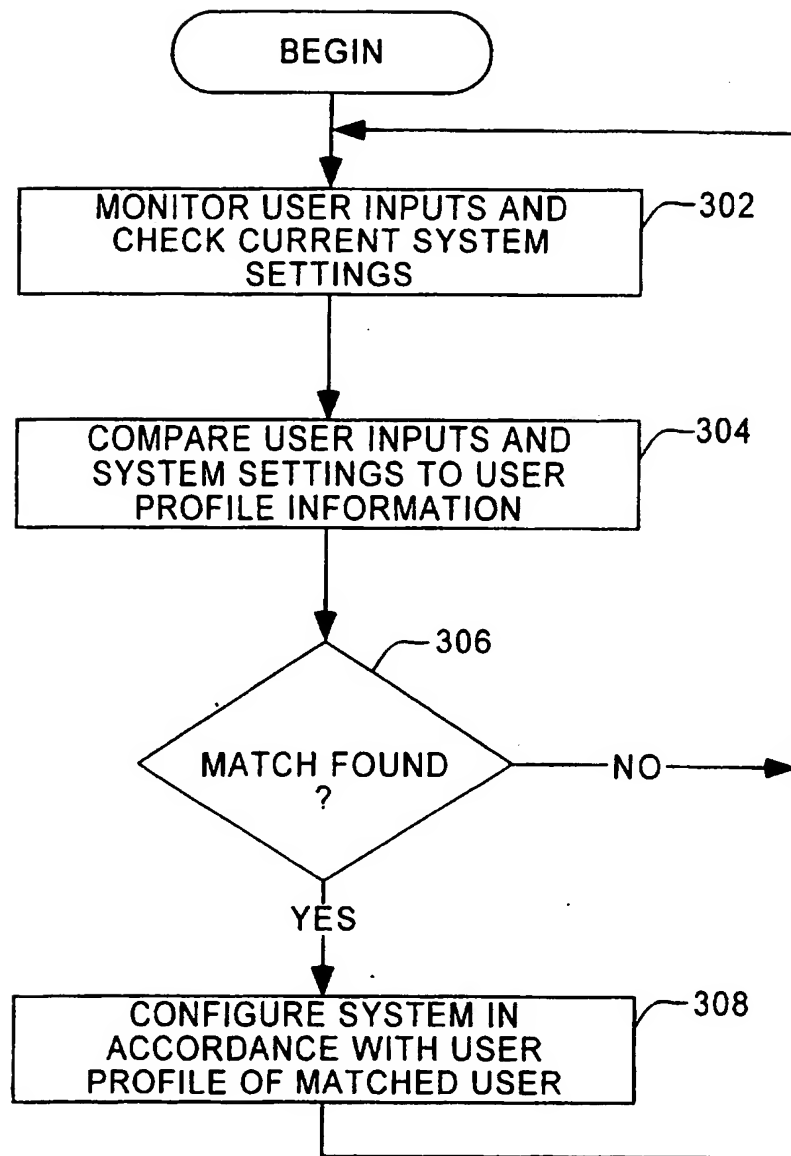 BEGIN
MONITOR USER INPUTS AND
CHECK CURRENT SYSTEM
SETTINGS
302
COMPARE USER INPUTS AND
SYSTEM SETTINGS TO USER
PROFILE INFORMATION
304
306
MATCH FOUND
?
NO
YES
CONFIGURE SYSTEM IN
ACCORDANCE WITH USER
PROFILE OF MATCHED USER
308